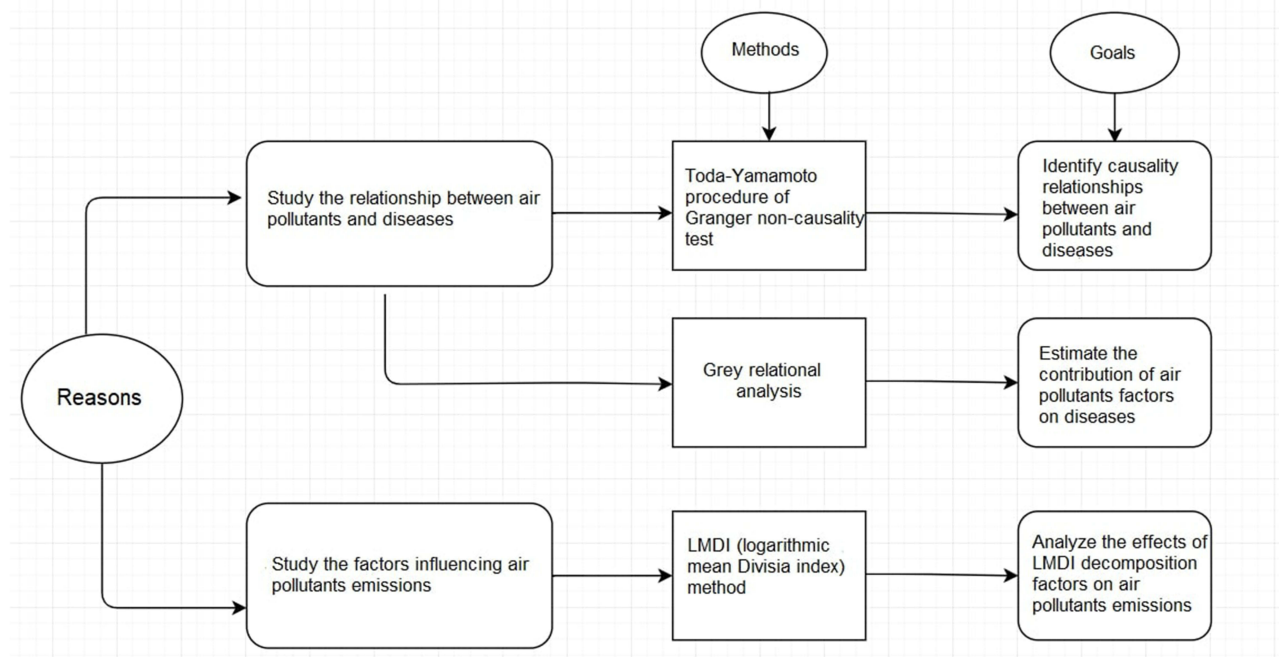 Methods
Goals
Study the relationship between air
pollutants and diseases
Toda-Yamamoto
procedure of
Granger non-causality
test
Identify causality
relationships
between air
pollutants and
diseases
Reasons
Grey relational
analysis
Estimate the
contribution of air
pollutants factors
on diseases
Study the factors influencing air
pollutants emissions
LMDI (logarithmic
mean Divisia index)
method
Analyze the effects of
LMDI decomposition
factors on air
pollutants emissions